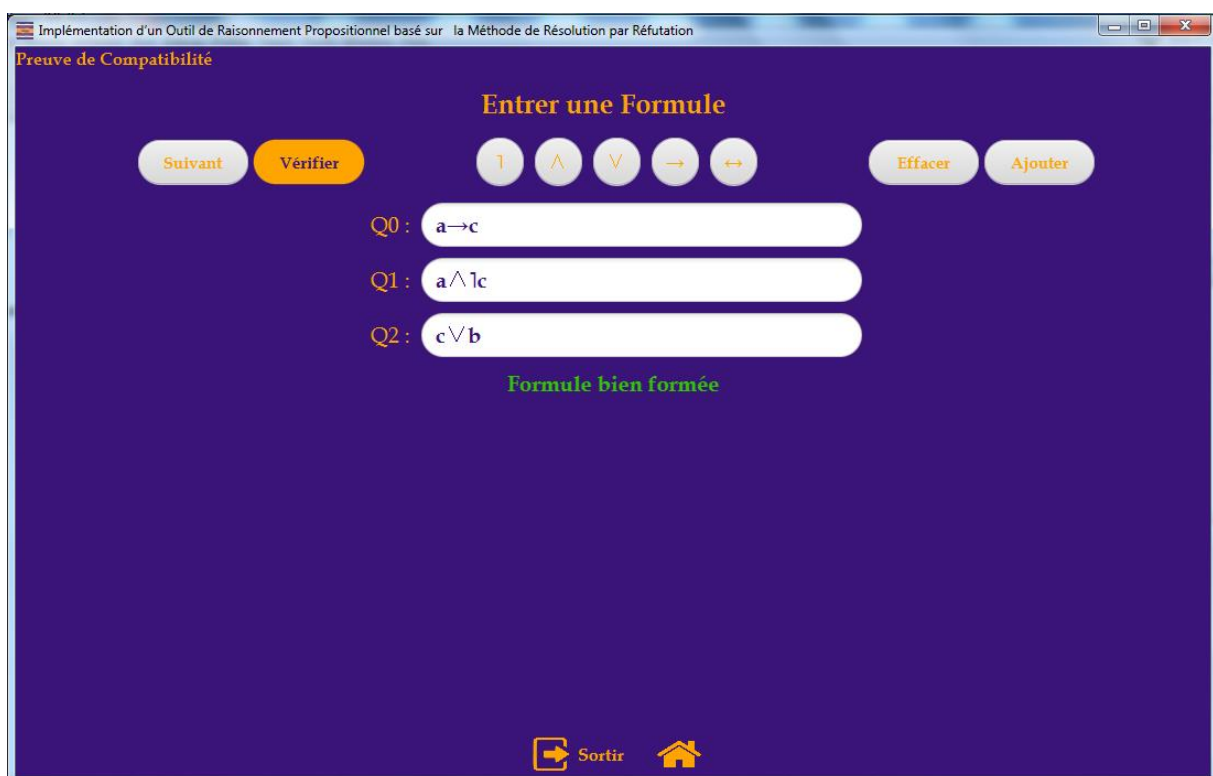 Implémentation d'un Outil de Raisonnement Propositionnel basé sur la Méthode de Résolution par Réfutation
Preuve de Compatibilité
Entrer une Formule
Suivant Vérifier ⅂ ∧ ∨ → ↔ Effacer Ajouter
Q0 : a→c
Q1 : a∧⅂c
Q2 : c∨b
Formule bien formée
Sortir